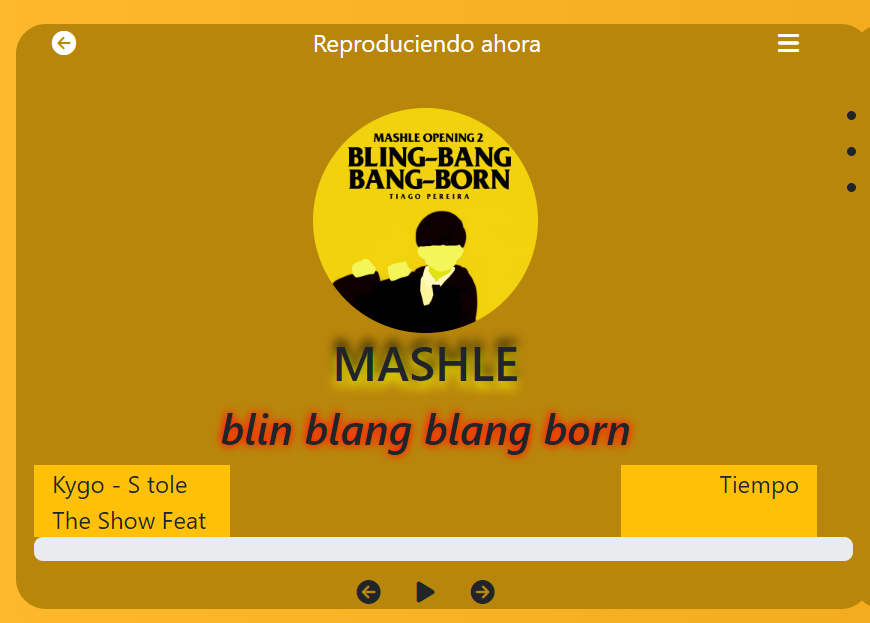 Reproduciendo ahora
MASHLE OPENING 2
BLING-BANG
BANG-BORN
TIAGO PEREIRA
MASHLE
blin blang blang born
Kygo - S tole
The Show Feat
Tiempo